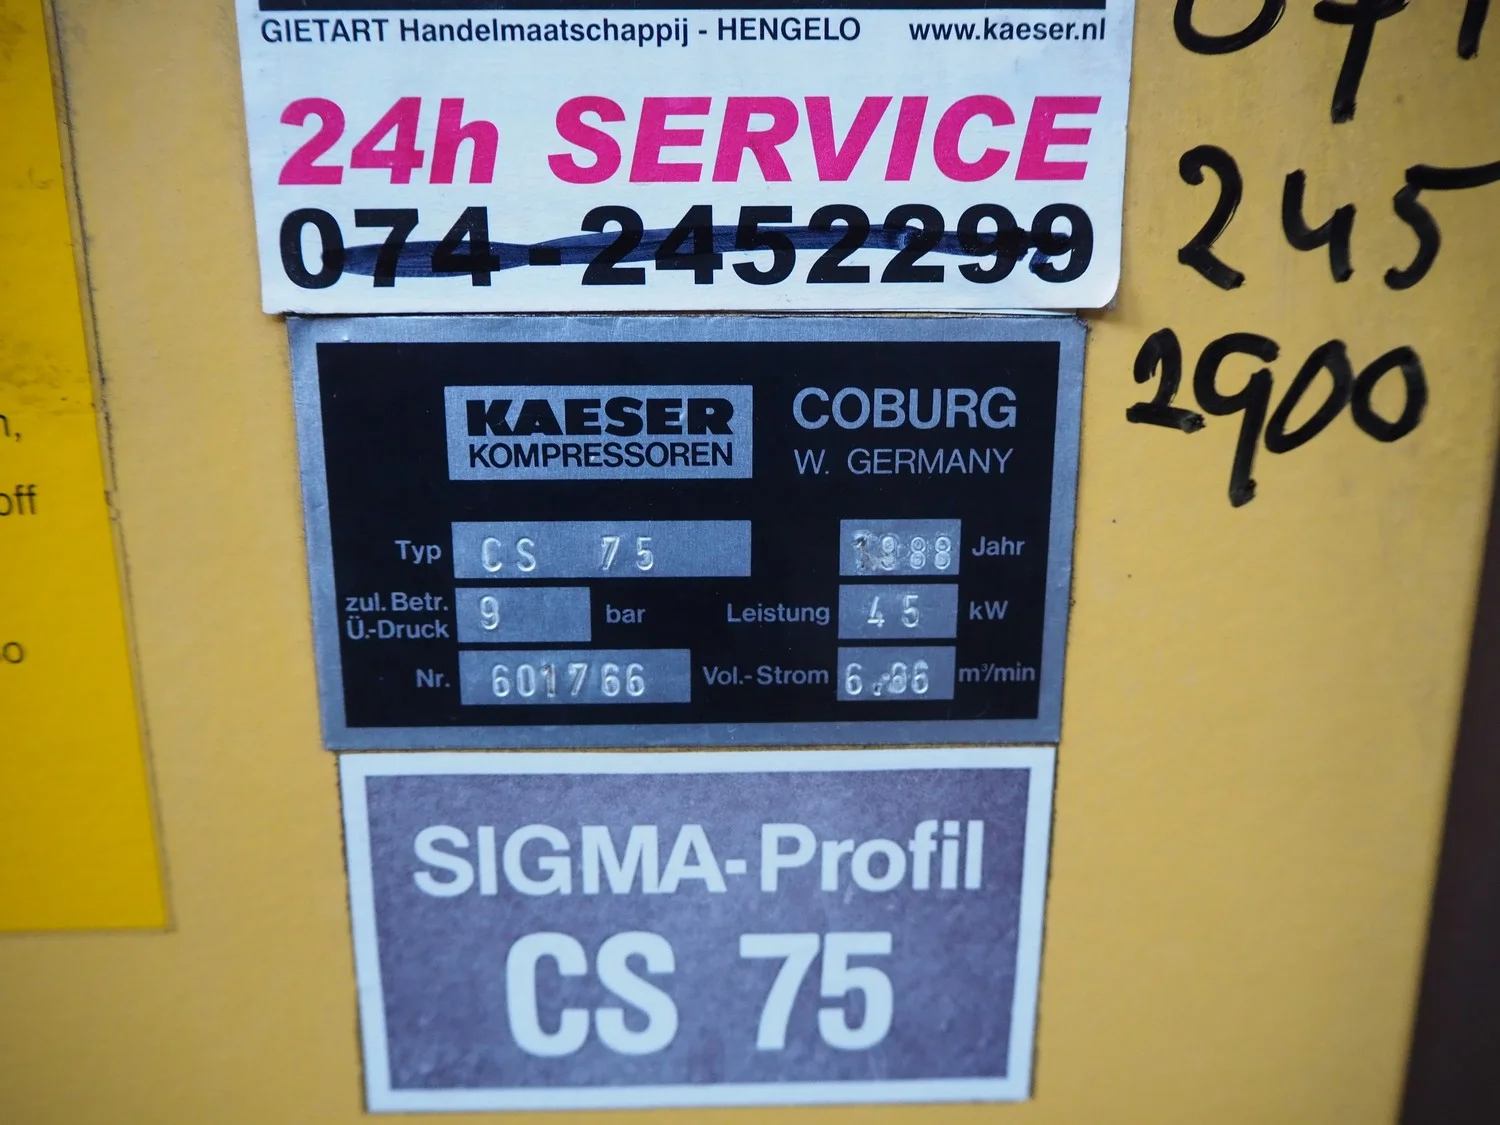 GIETART Handelmaatschappij - HENGELO www.kaeser.nl
24h SERVICE
074-2452299
074
245
2900
KAESER
KOMPRESSOREN
COBURG
W. GERMANY
Typ CS 75 1988 Jahr
zul. Betr.
Ü.-Druck 9 bar Leistung 45 kW
Nr. 601766 Vol.-Strom m³/min
SIGMA-Profil
CS 75
off